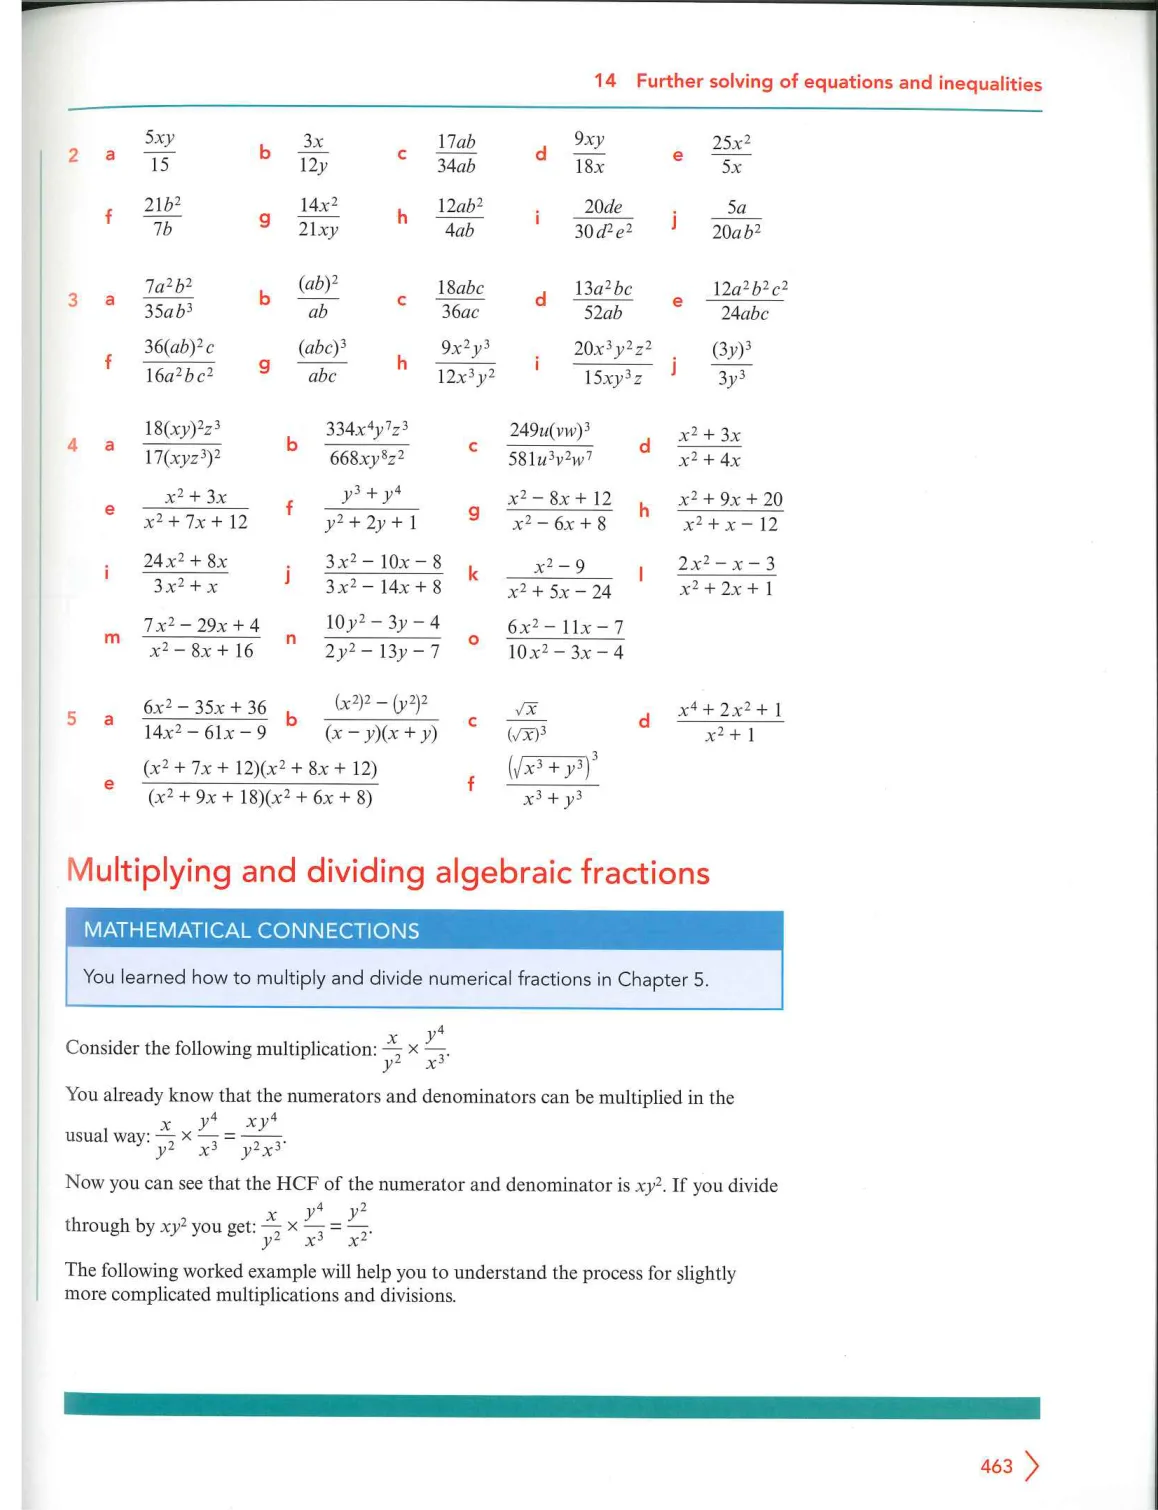 14 Further solving of equations and inequalities
2 a 5xy/15 b 3x/12y c 17ab/34ab d 9xy/18x e 25x²/5x
f 21b²/7b g 14x²/21xy h 12ab²/4ab i 20de/30d²e² j 5a/20ab²
3 a 7a²b²/35ab³ b (ab)²/ab c 18abc/36ac d 13a²bc/52ab e 12a²b²c²/24abc
f 36(ab)²c/16a²bc² g (abc)³/abc h 9x²y³/12x³y² i 20x³y²z²/15xy³z j (3y)³/3y³
4 a 18(xy)²z³/17(xyz³)² b 334x⁴y⁷z³/668xy⁸z² c 249u(vw)³/581u³v²w⁷ d (x² + 3x)/(x² + 4x)
e (x² + 3x)/(x² + 7x + 12) f (y³ + y⁴)/(y² + 2y + 1) g (x² − 8x + 12)/(x² − 6x + 8) h (x² + 9x + 20)/(x² + x − 12)
i (24x² + 8x)/(3x² + x) j (3x² − 10x − 8)/(3x² − 14x + 8) k (x² − 9)/(x² + 5x − 24) l (2x² − x − 3)/(x² + 2x + 1)
m (7x² − 29x + 4)/(x² − 8x + 16) n (10y² − 3y − 4)/(2y² − 13y − 7) o (6x² − 11x − 7)/(10x² − 3x − 4)
5 a (6x² − 35x + 36)/(14x² − 61x − 9) b ((x²)² − (y²)²)/((x − y)(x + y)) c √x/(√x)³ d (x⁴ + 2x² + 1)/(x² + 1)
e (x² + 7x + 12)(x² + 8x + 12)/(x² + 9x + 18)(x² + 6x + 8) f (√(x³ + y³))³/(x³ + y³)
Multiplying and dividing algebraic fractions
MATHEMATICAL CONNECTIONS
You learned how to multiply and divide numerical fractions in Chapter 5.
Consider the following multiplication: x/y² × y⁴/x³.
You already know that the numerators and denominators can be multiplied in the
usual way: x/y² × y⁴/x³ = xy⁴/y²x³.
Now you can see that the HCF of the numerator and denominator is xy². If you divide
through by xy² you get: x/y² × y⁴/x³ = y²/x².
The following worked example will help you to understand the process for slightly
more complicated multiplications and divisions.
463 〉